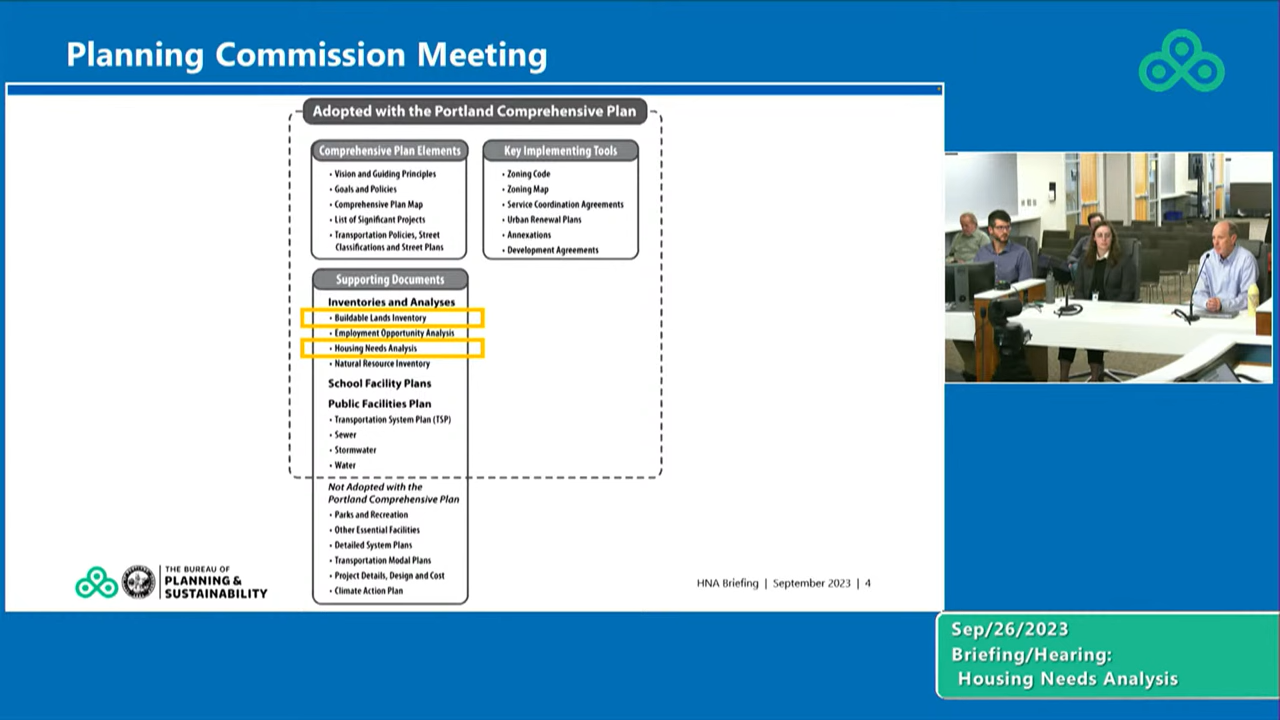 Planning Commission Meeting
Adopted with the Portland Comprehensive Plan
Comprehensive Plan Elements
• Vision and Guiding Principles
• Goals and Policies
• Comprehensive Plan Map
• List of Significant Projects
• Transportation Policies, Street
Classifications and Street Plans
Key Implementing Tools
• Zoning Code
• Zoning Map
• Service Coordination Agreements
• Urban Renewal Plans
• Annexations
• Development Agreements
Supporting Documents
Inventories and Analyses
• Buildable Lands Inventory
• Employment Opportunity Analysis
• Housing Needs Analysis
• Natural Resource Inventory
School Facility Plans
Public Facilities Plan
• Transportation System Plan (TSP)
• Sewer
• Stormwater
• Water
Not Adopted with the
Portland Comprehensive Plan
• Parks and Recreation
• Other Essential Facilities
• Detailed System Plans
• Transportation Modal Plans
• Project Details, Design and Cost
• Climate Action Plan
THE BUREAU OF
PLANNING &
SUSTAINABILITY
HNA Briefing | September 2023 | 4
Sep/26/2023
Briefing/Hearing:
Housing Needs Analysis